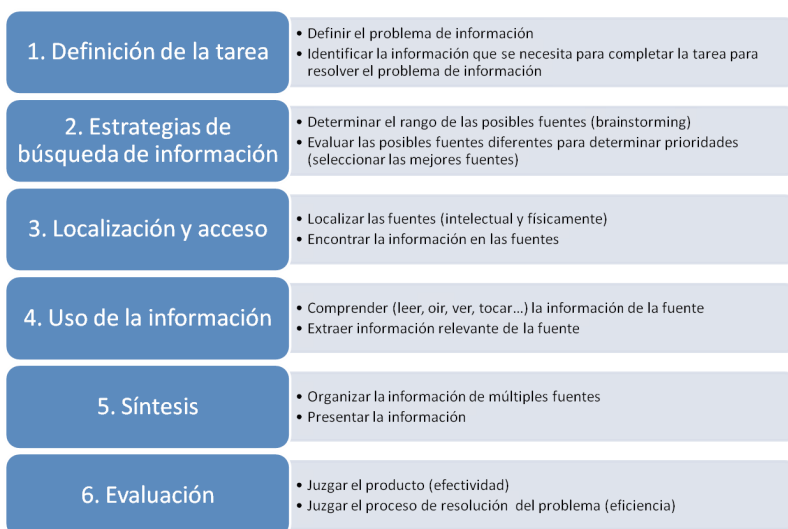 1. Definición de la tarea
• Definir el problema de información
• Identificar la información que se necesita para completar la tarea para
resolver el problema de información
2. Estrategias de
búsqueda de información
• Determinar el rango de las posibles fuentes (brainstorming)
• Evaluar las posibles fuentes diferentes para determinar prioridades
(seleccionar las mejores fuentes)
3. Localización y acceso
• Localizar las fuentes (intelectual y físicamente)
• Encontrar la información en las fuentes
4. Uso de la información
• Comprender (leer, oir, ver, tocar...) la información de la fuente
• Extraer información relevante de la fuente
5. Síntesis
• Organizar la información de múltiples fuentes
• Presentar la información
6. Evaluación
• Juzgar el producto (efectividad)
• Juzgar el proceso de resolución del problema (eficiencia)